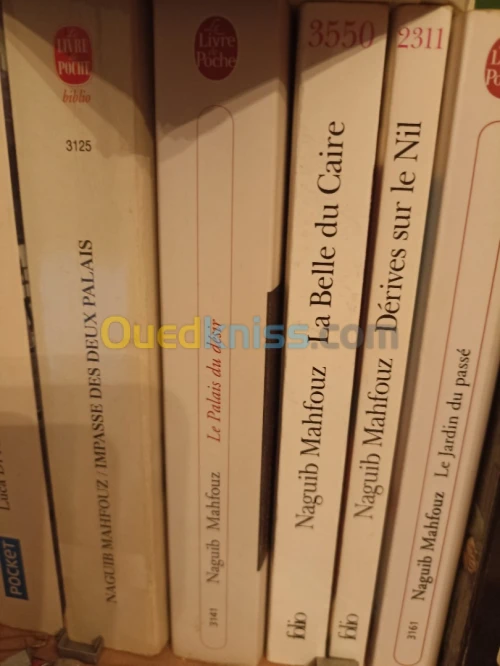 POCKET
Le
LIVRE
de
POCHE
biblio
3125
NAGUIB MAHFOUZ / IMPASSE DES DEUX PALAIS
Le
Livre
de
Poche
3141 Naguib Mahfouz Le Palais du désir
3550
folio Naguib Mahfouz La Belle du Caire
2311
folio Naguib Mahfouz Dérives sur le Nil
3161 Naguib Mahfouz Le Jardin du passé
Ouedkniss.com